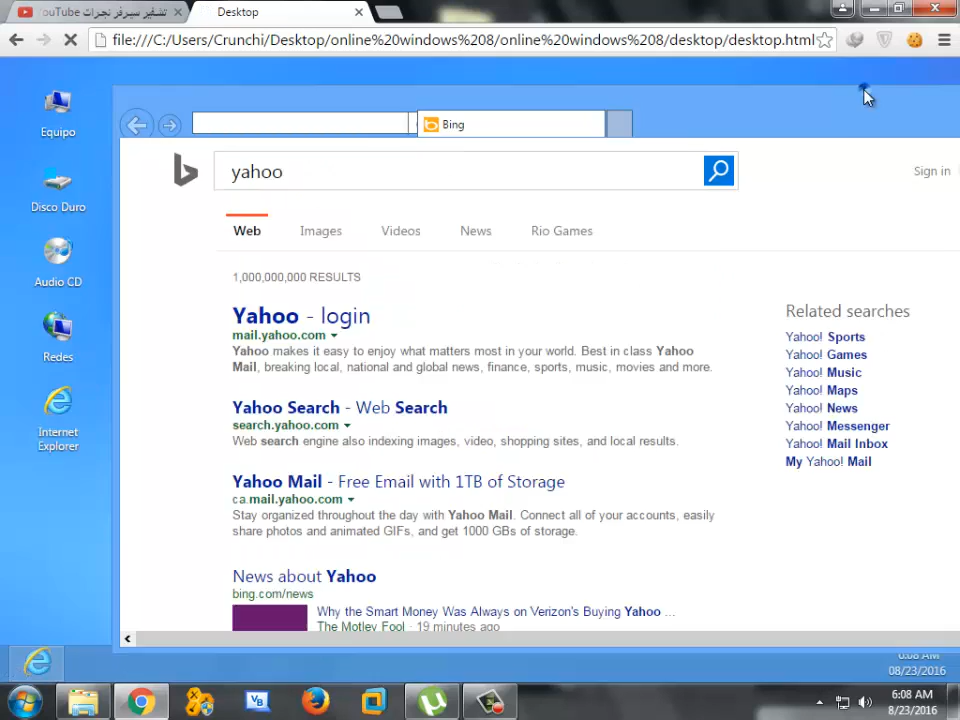 YouTube تشفير سيرفر نجرات
Desktop
file:///C:/Users/Crunchi/Desktop/online%20windows%208/online%20windows%208/desktop/desktop.html
Equipo
Disco Duro
Audio CD
Redes
Internet
Explorer
Bing
yahoo
Sign in
Web
Images
Videos
News
Rio Games
1,000,000,000 RESULTS
Yahoo - login
mail.yahoo.com
Yahoo makes it easy to enjoy what matters most in your world. Best in class Yahoo
Mail, breaking local, national and global news, finance, sports, music, movies and more.
Yahoo Search - Web Search
search.yahoo.com
Web search engine also indexing images, video, shopping sites, and local results.
Yahoo Mail - Free Email with 1TB of Storage
ca.mail.yahoo.com
Stay organized throughout the day with Yahoo Mail. Connect all of your accounts, easily
share photos and animated GIFs, and get 1000 GBs of storage.
News about Yahoo
bing.com/news
Why the Smart Money Was Always on Verizon's Buying Yahoo ...
The Motley Fool · 19 minutes ago
Related searches
Yahoo! Sports
Yahoo! Games
Yahoo! Music
Yahoo! Maps
Yahoo! News
Yahoo! Messenger
Yahoo! Mail Inbox
My Yahoo! Mail
6:08 AM
08/23/2016
VB
6:08 AM
8/23/2016